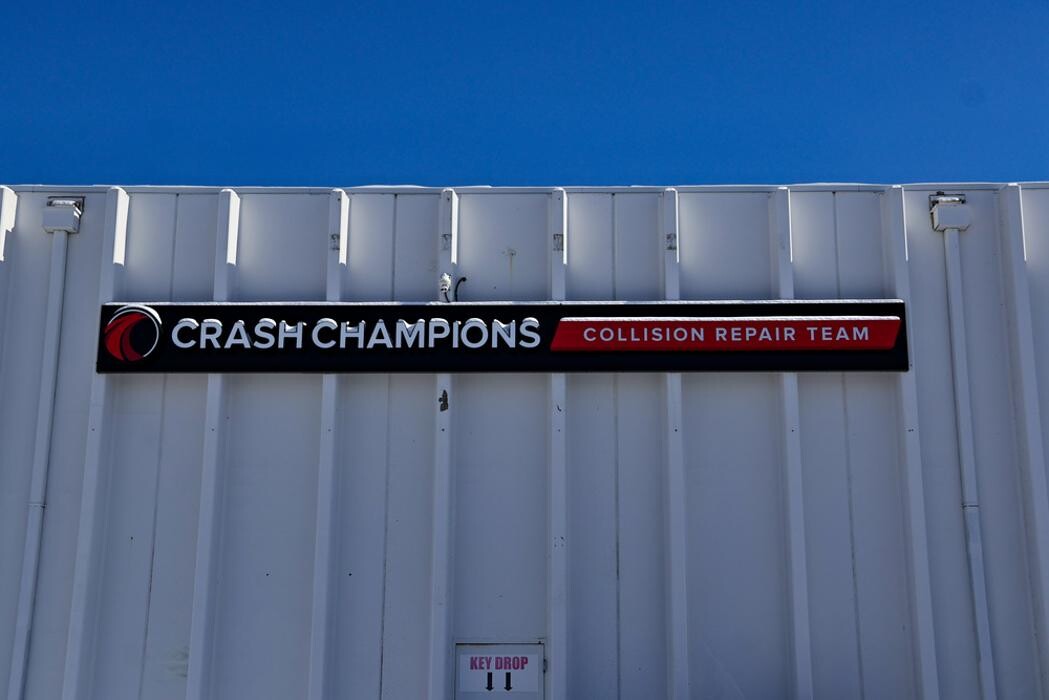 CRASH CHAMPIONS COLLISION REPAIR TEAM
KEY DROP